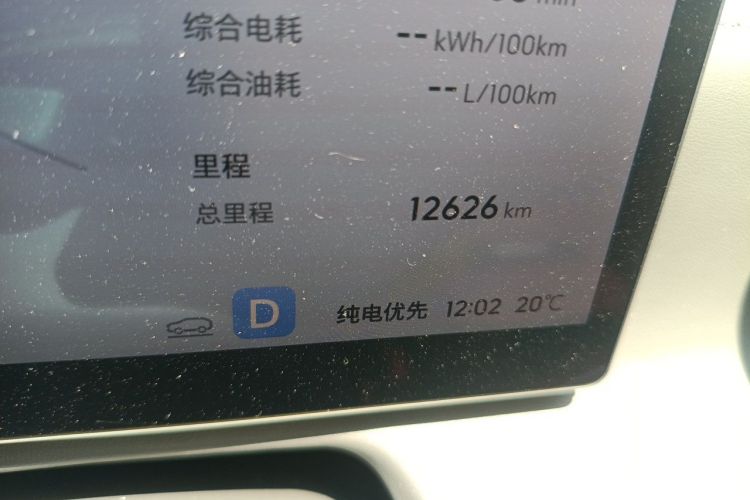 min
综合电耗 -- kWh/100km
综合油耗 -- L/100km
里程
总里程 12626 km
D 纯电优先 12:02 20℃